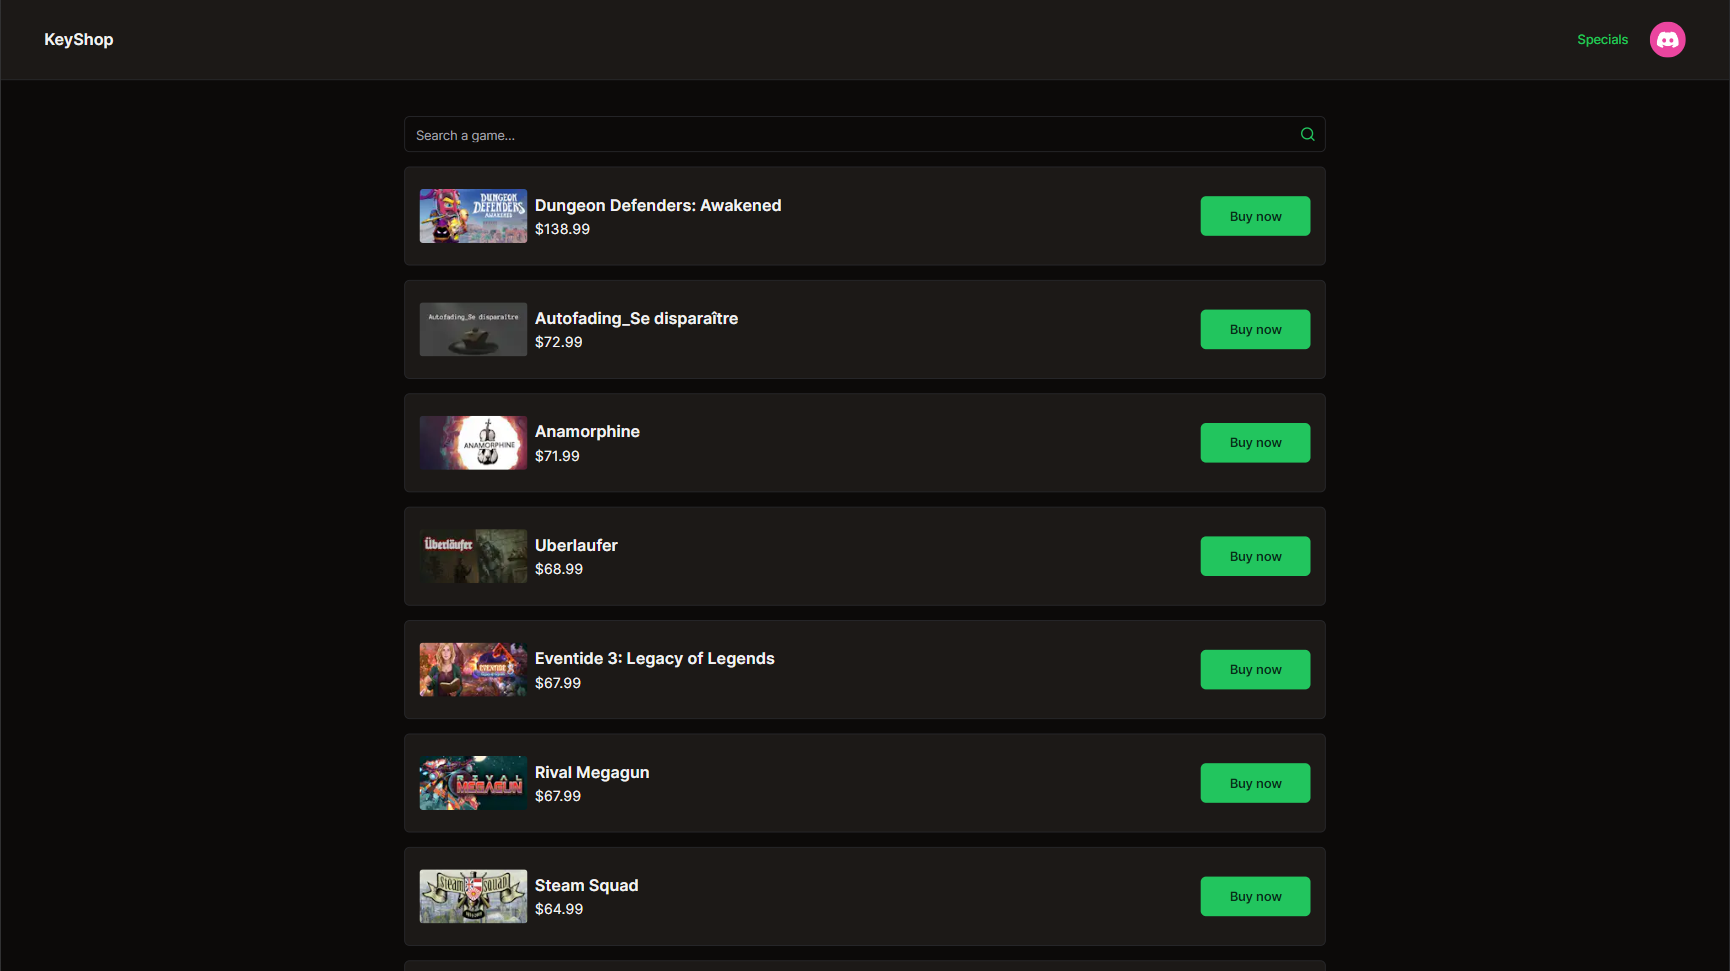 KeyShop
Specials
Search a game...
DUNGEON
DEFENDERS
AWAKENED
Dungeon Defenders: Awakened
$138.99
Buy now
Autofading_Se disparaître
Autofading_Se disparaître
$72.99
Buy now
ANAMORPHINE
Anamorphine
$71.99
Buy now
Überläufer
Uberlaufer
$68.99
Buy now
EVENTIDE 3
Eventide 3: Legacy of Legends
$67.99
Buy now
RIVAL
MEGAGUN
Rival Megagun
$67.99
Buy now
Steam Squad
Steam Squad
$64.99
Buy now